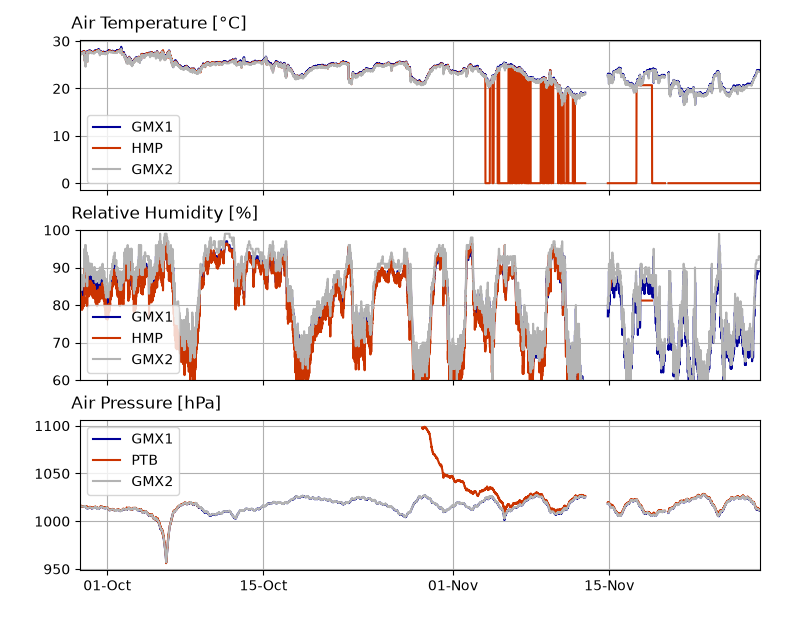 Air Temperature [°C]
30
20
10
0
GMX1
HMP
GMX2
Relative Humidity [%]
100
90
80
70
60
GMX1
HMP
GMX2
Air Pressure [hPa]
1100
1050
1000
950
GMX1
PTB
GMX2
01-Oct 15-Oct 01-Nov 15-Nov